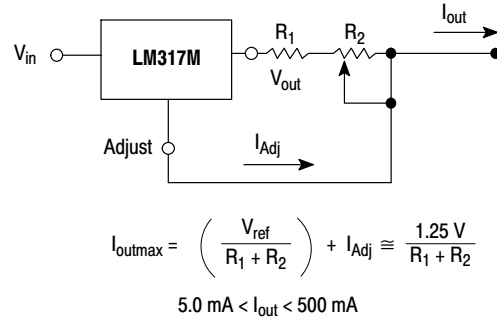 I_out
R_1 R_2
V_in LM317M
V_out
Adjust I_Adj
I_outmax = ( V_ref / R_1 + R_2 ) + I_Adj ≅ 1.25 V / R_1 + R_2
5.0 mA < I_out < 500 mA